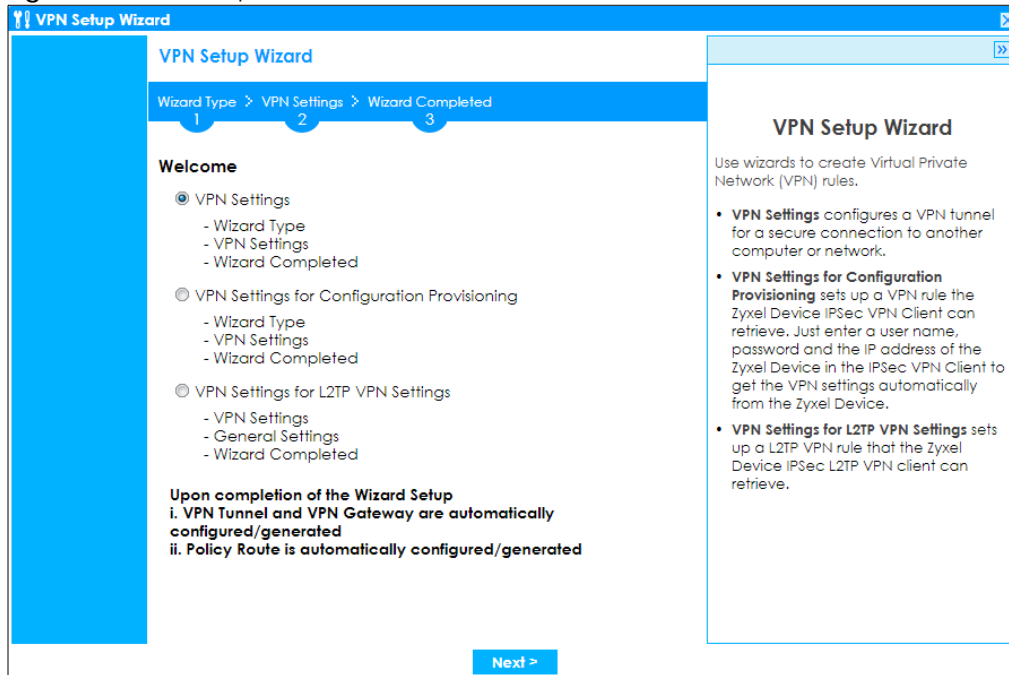 VPN Setup Wizard
VPN Setup Wizard
Wizard Type > VPN Settings > Wizard Completed
1 2 3
Welcome
VPN Settings
- Wizard Type
- VPN Settings
- Wizard Completed
VPN Settings for Configuration Provisioning
- Wizard Type
- VPN Settings
- Wizard Completed
VPN Settings for L2TP VPN Settings
- VPN Settings
- General Settings
- Wizard Completed
Upon completion of the Wizard Setup
i. VPN Tunnel and VPN Gateway are automatically
configured/generated
ii. Policy Route is automatically configured/generated
VPN Setup Wizard
Use wizards to create Virtual Private
Network (VPN) rules.
• VPN Settings configures a VPN tunnel
for a secure connection to another
computer or network.
• VPN Settings for Configuration
Provisioning sets up a VPN rule the
Zyxel Device IPSec VPN Client can
retrieve. Just enter a user name,
password and the IP address of the
Zyxel Device in the IPSec VPN Client to
get the VPN settings automatically
from the Zyxel Device.
• VPN Settings for L2TP VPN Settings sets
up a L2TP VPN rule that the Zyxel
Device IPSec L2TP VPN client can
retrieve.
Next >